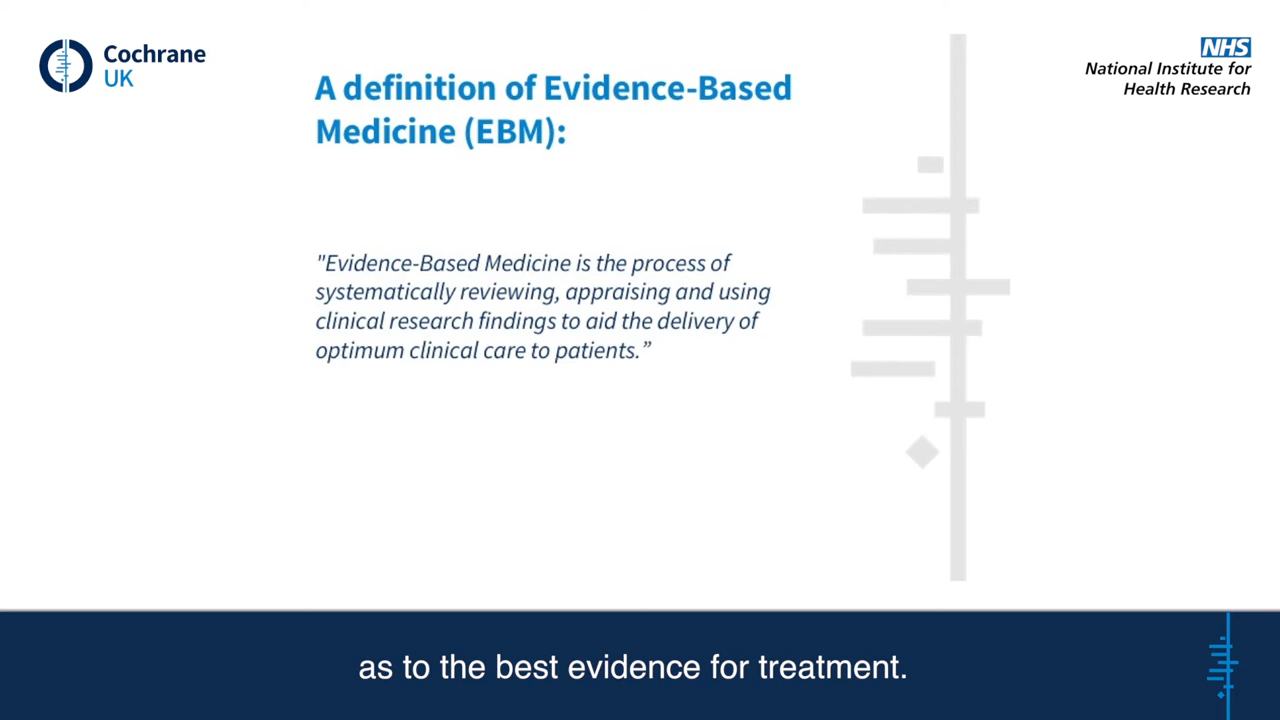 Cochrane
UK
NHS
National Institute for
Health Research
A definition of Evidence-Based
Medicine (EBM):
"Evidence-Based Medicine is the process of
systematically reviewing, appraising and using
clinical research findings to aid the delivery of
optimum clinical care to patients.”
as to the best evidence for treatment.